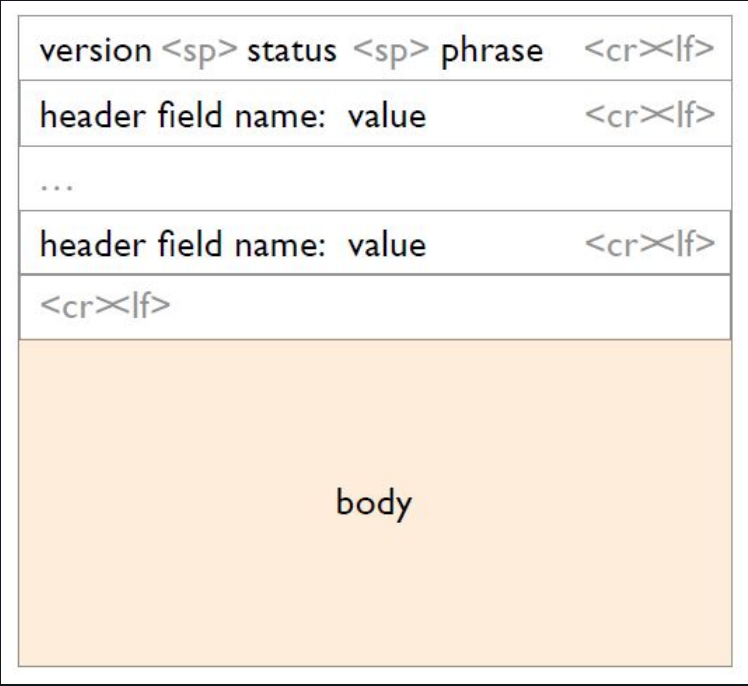 version <sp> status <sp> phrase <cr><lf>
header field name: value <cr><lf>
...
header field name: value <cr><lf>
<cr><lf>
body